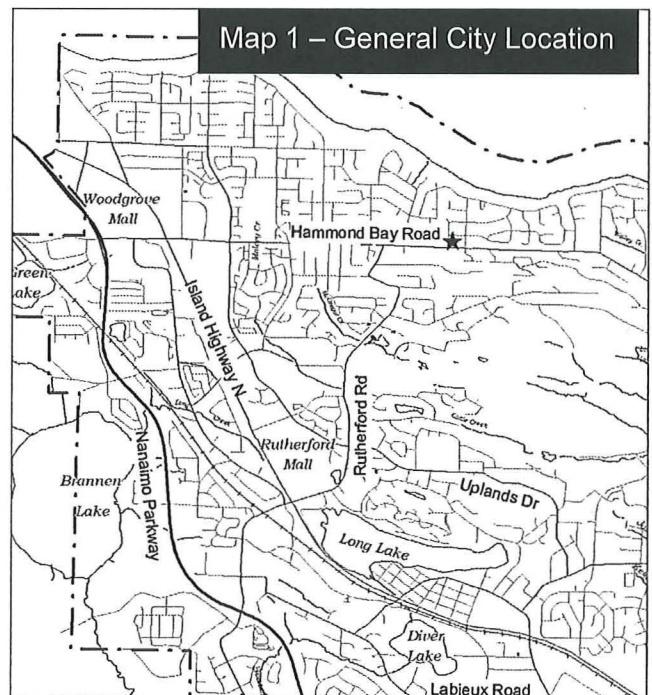 Map 1 – General City Location
Woodgrove
Mall
Hammond Bay Road
Green
Lake
Island Highway N
Rutherford Rd
Rutherford
Mall
Nanaimo Parkway
Brannen
Lake
Uplands Dr
Long Lake
Diver
Lake
Labieux Road